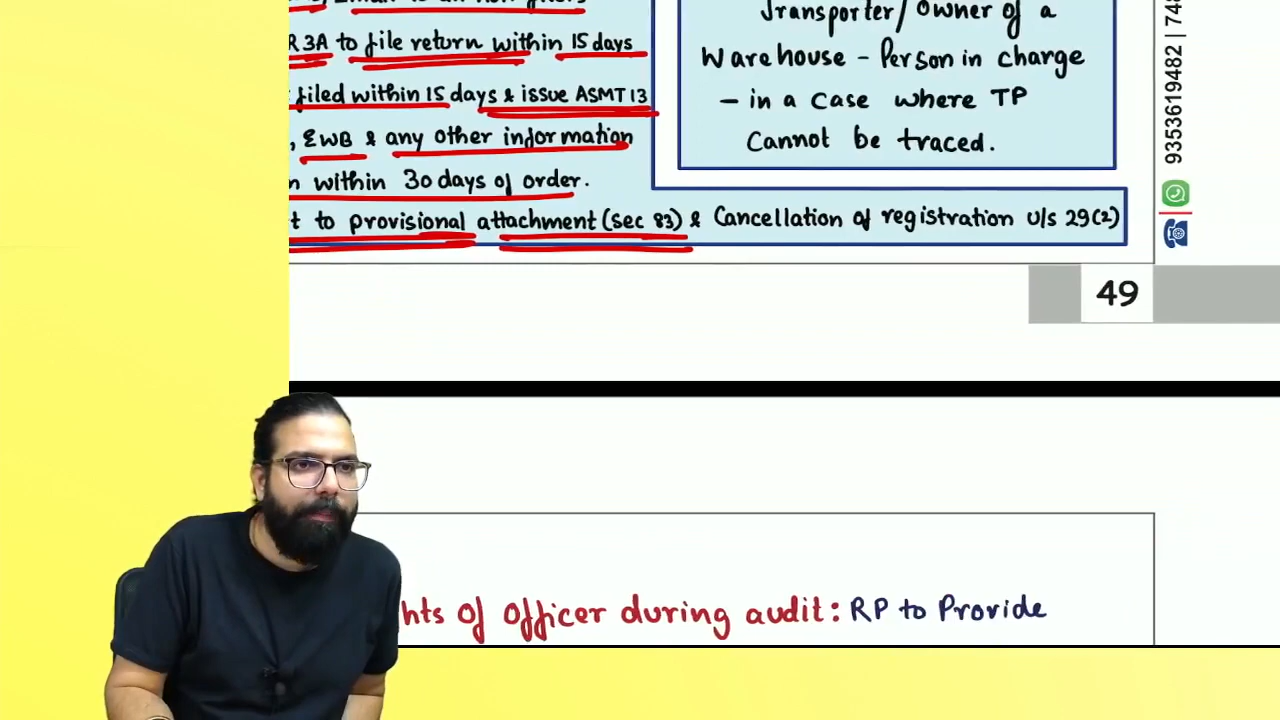 R 3A to file return within 15 days
filed within 15 days & issue ASMT 13
, EWB & any other information
n within 30 days of order.
t to provisional attachment (sec 83) & Cancellation of registration u/s 29(2)
Transporter/ Owner of a
Warehouse - Person in charge
- in a case where TP
Cannot be traced.
9353619482 | 748
49
hts of officer during audit: RP to Provide